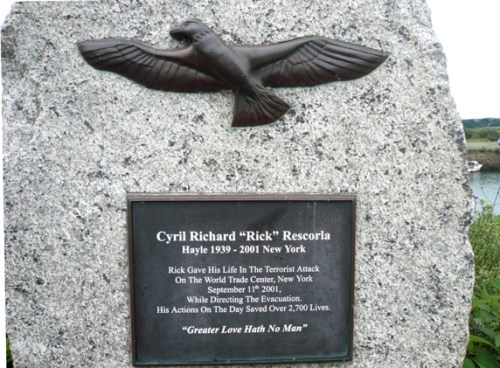 Cyril Richard “Rick” Rescorla
Hayle 1939 - 2001 New York
Rick Gave His Life In The Terrorist Attack
On The World Trade Center, New York
September 11th 2001,
While Directing The Evacuation.
His Actions On The Day Saved Over 2,700 Lives.
“Greater Love Hath No Man”